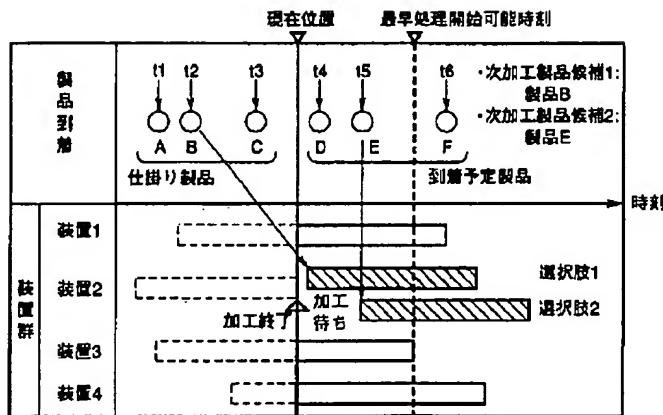 現在位置
最早処理開始可能時刻
製品到着
t1
t2
t3
t4
t5
t6
・次加工製品候補1:
製品B
・次加工製品候補2:
製品E
A
B
C
D
E
F
仕掛り製品
到着予定製品
時刻
装置群
装置1
装置2
選択肢1
加工終了
加工
待ち
選択肢2
装置3
装置4